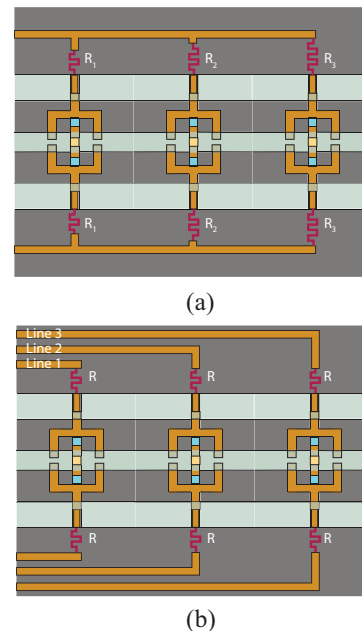 R1 R2 R3
R1 R2 R3
(a)
Line 3
Line 2
Line 1
R R R
R R R
(b)